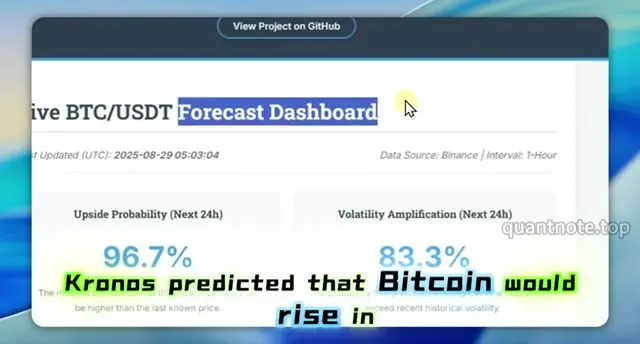 View Project on GitHub
ive BTC/USDT Forecast Dashboard
st Updated (UTC): 2025-08-29 05:03:04
Data Source: Binance | Interval: 1-Hour
Upside Probability (Next 24h)
Volatility Amplification (Next 24h)
quantnote.top
96.7%
83.3%
Kronos predicted that Bitcoin would
rise in
The m
be higher than the last known price.
exceed recent historical volatility.